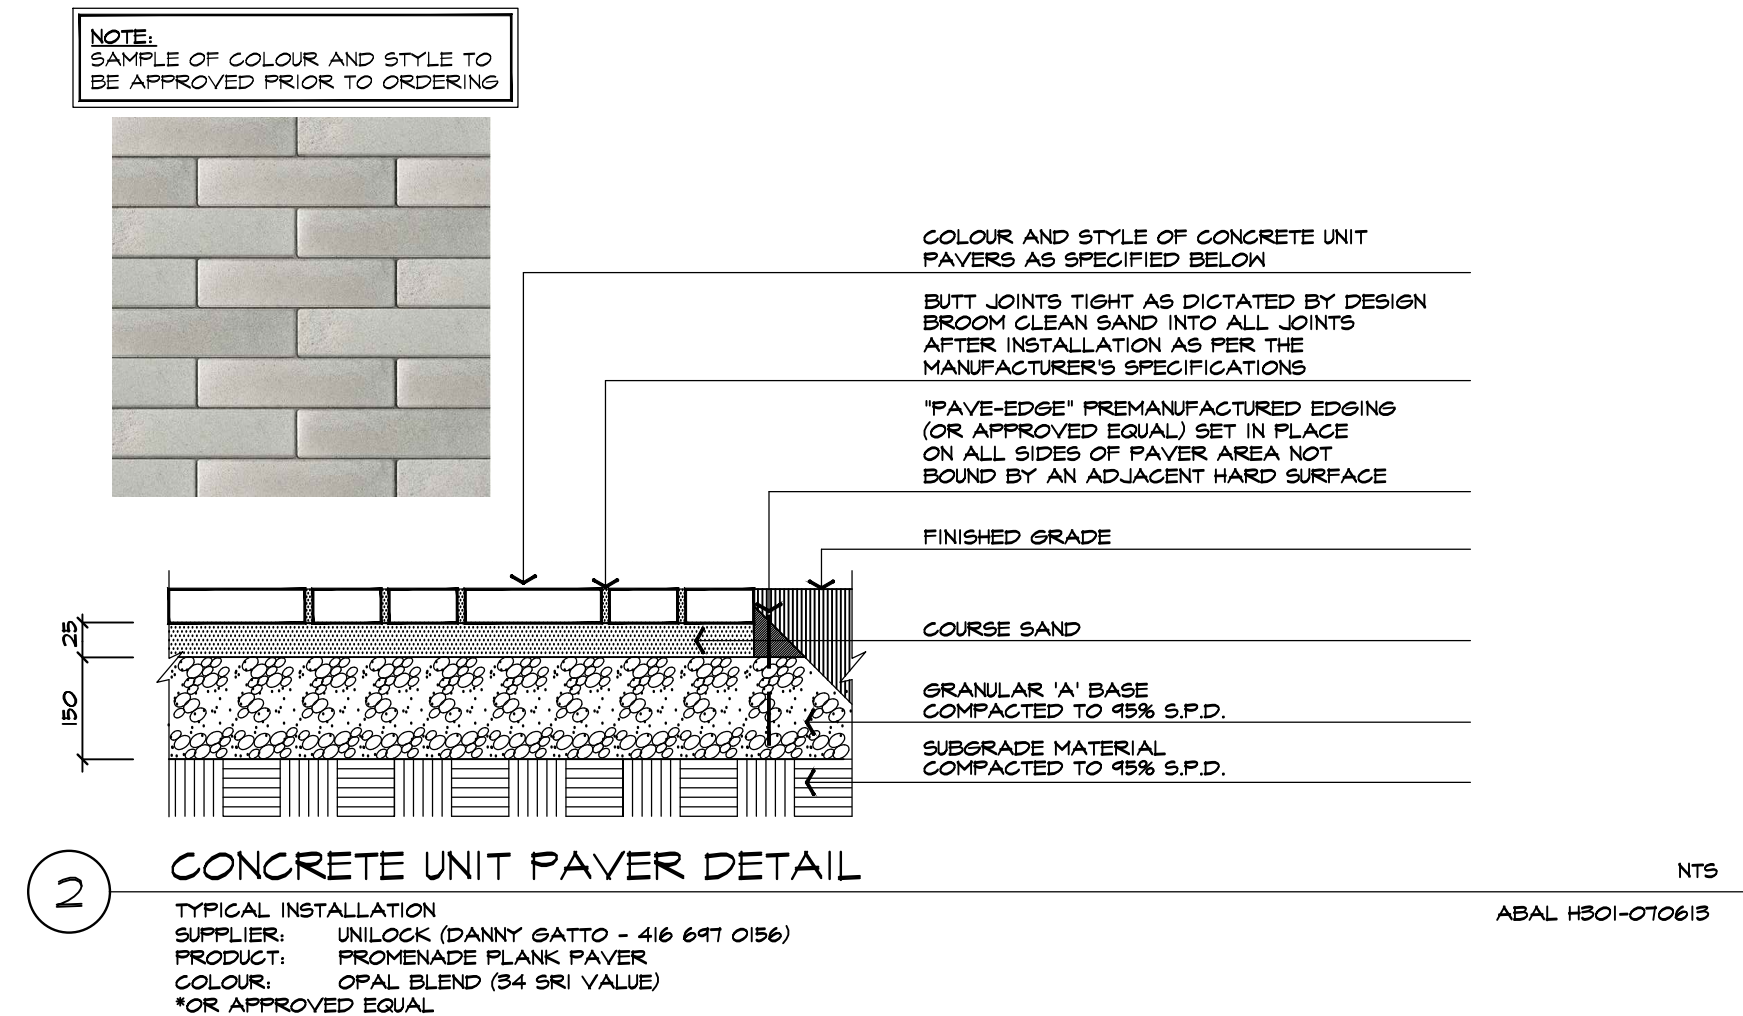 NOTE:
SAMPLE OF COLOUR AND STYLE TO
BE APPROVED PRIOR TO ORDERING
COLOUR AND STYLE OF CONCRETE UNIT
PAVERS AS SPECIFIED BELOW
BUTT JOINTS TIGHT AS DICTATED BY DESIGN
BROOM CLEAN SAND INTO ALL JOINTS
AFTER INSTALLATION AS PER THE
MANUFACTURER'S SPECIFICATIONS
"PAVE-EDGE" PREMANUFACTURED EDGING
(OR APPROVED EQUAL) SET IN PLACE
ON ALL SIDES OF PAVER AREA NOT
BOUND BY AN ADJACENT HARD SURFACE
FINISHED GRADE
25
COURSE SAND
150
GRANULAR 'A' BASE
COMPACTED TO 95% S.P.D.
SUBGRADE MATERIAL
COMPACTED TO 95% S.P.D.
2
CONCRETE UNIT PAVER DETAIL
NTS
TYPICAL INSTALLATION
ABAL H301-070613
SUPPLIER: UNILOCK (DANNY GATTO - 416 697 0156)
PRODUCT: PROMENADE PLANK PAVER
COLOUR: OPAL BLEND (34 SRI VALUE)
*OR APPROVED EQUAL